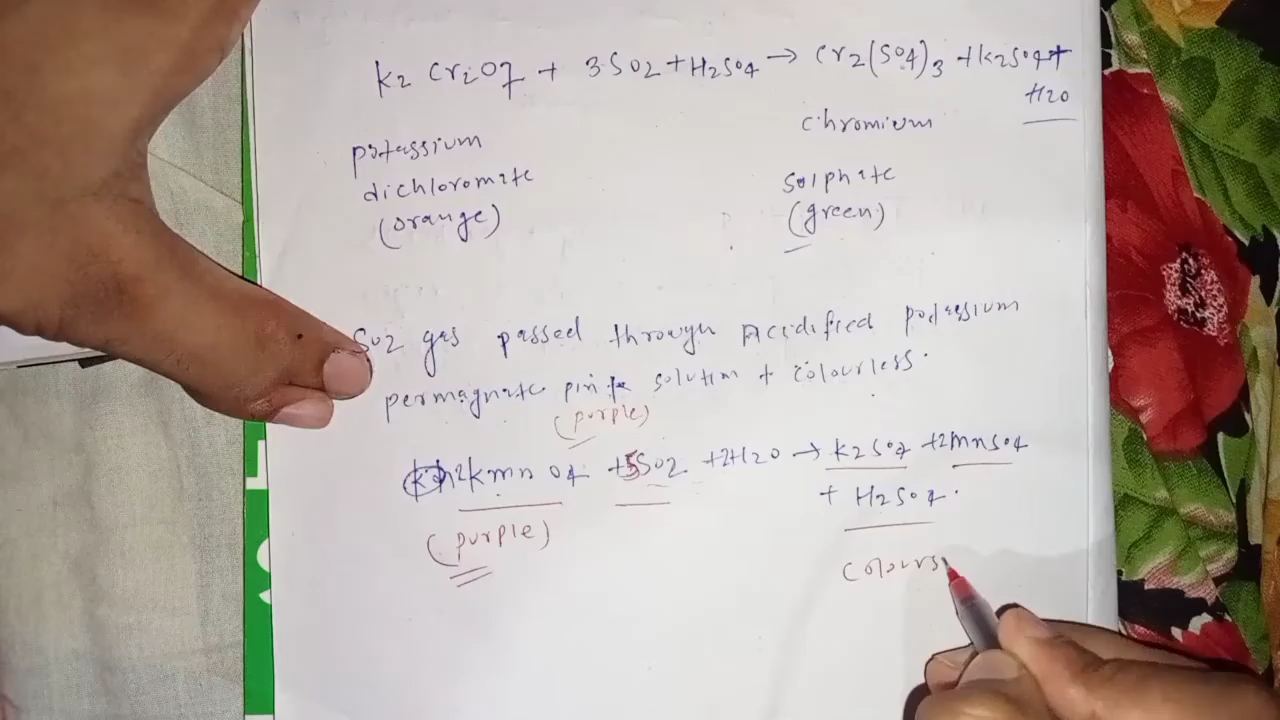 K2 Cr2O7 + 3SO2 + H2SO4 → Cr2(SO4)3 + K2SO4 +
H2O
potassium
dichloromate
(orange)
chromium
sulphate
(green)
SO2 gas passed through Acidified potassium
permagnate pink solution + colourless.
(purple)
2KMnO4 + 5SO2 + 2H2O → K2SO4 + 2MnSO4
+ H2SO4.
(purple)
Colours